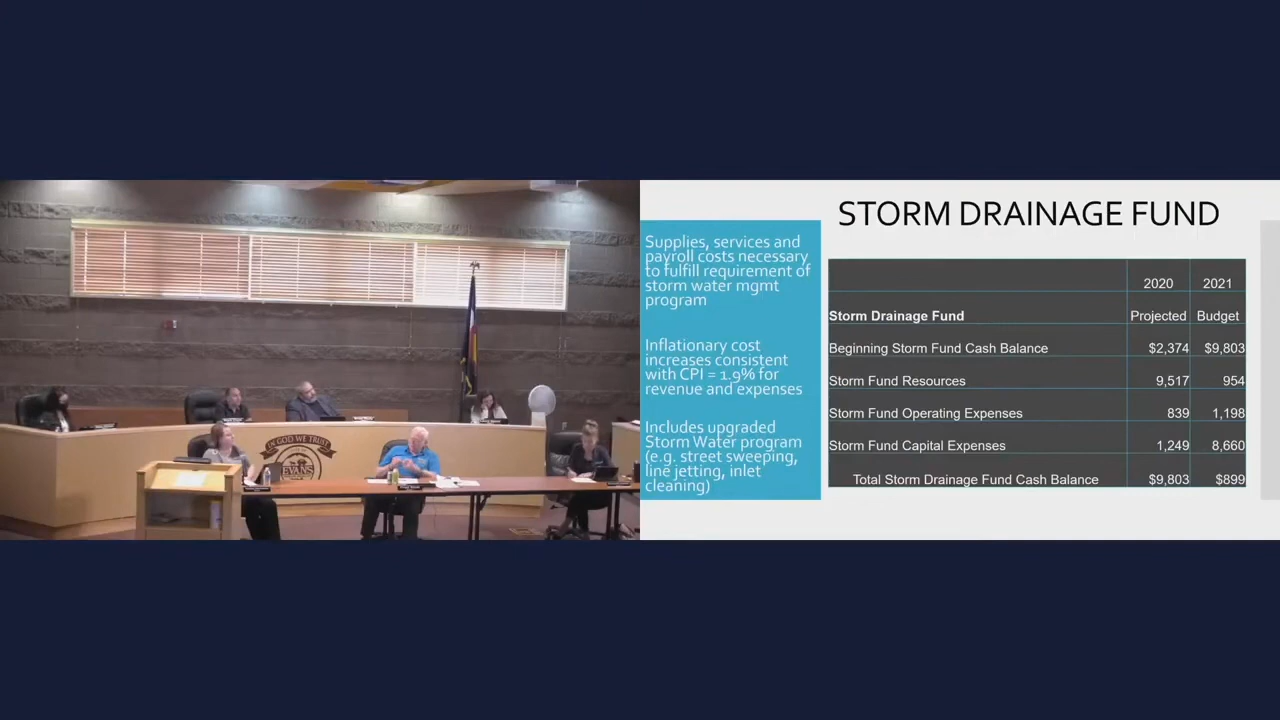 IN GOD WE TRUST
EVANS
Supplies, services and
payroll costs necessary
to fulfill requirement of
storm water mgmt
program
Inflationary cost
increases consistent
with CPI = 1.9% for
revenue and expenses
Includes upgraded
Storm Water program
(e.g. street sweeping,
line jetting, inlet
cleaning)
STORM DRAINAGE FUND
2020 2021
Storm Drainage Fund Projected Budget
Beginning Storm Fund Cash Balance $2,374 $9,803
Storm Fund Resources 9,517 954
Storm Fund Operating Expenses 839 1,198
Storm Fund Capital Expenses 1,249 8,660
Total Storm Drainage Fund Cash Balance $9,803 $899